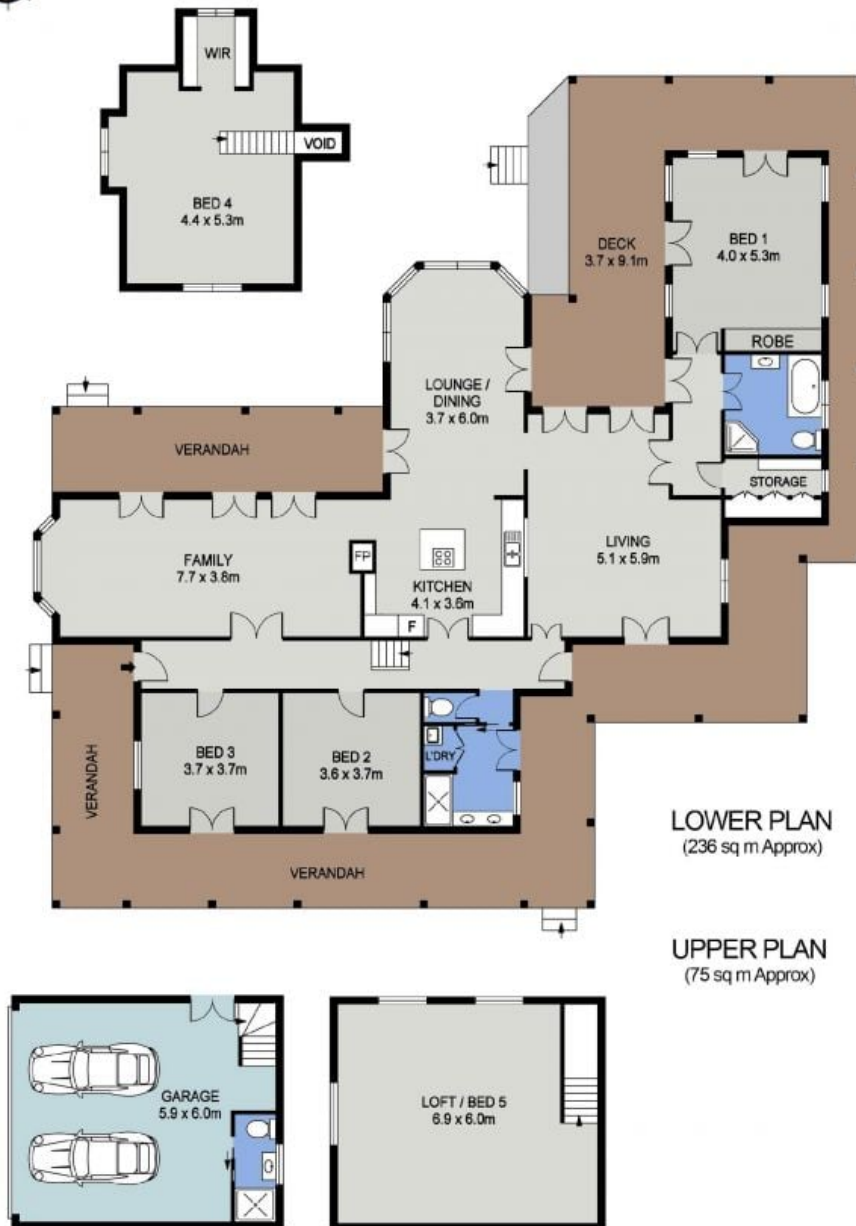 WIR
VOID
BED 4
4.4 x 5.3m
DECK
3.7 x 9.1m
BED 1
4.0 x 5.3m
ROBE
LOUNGE /
DINING
3.7 x 6.0m
VERANDAH
STORAGE
FAMILY
7.7 x 3.8m
FP
LIVING
5.1 x 5.9m
KITCHEN
4.1 x 3.6m
F
VERANDAH
BED 3
3.7 x 3.7m
BED 2
3.6 x 3.7m
L'DRY
VERANDAH
LOWER PLAN
(236 sq m Approx)
UPPER PLAN
(75 sq m Approx)
GARAGE
5.9 x 6.0m
LOFT / BED 5
6.9 x 6.0m